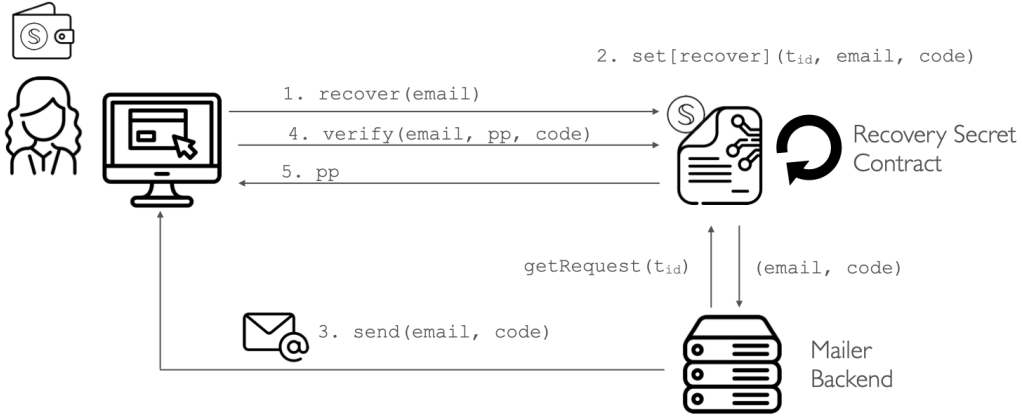 2. set[recover](tid, email, code)
1. recover(email)
4. verify(email, pp, code)
5. pp
Recovery Secret
Contract
getRequest(tid)
(email, code)
3. send(email, code)
@
Mailer
Backend